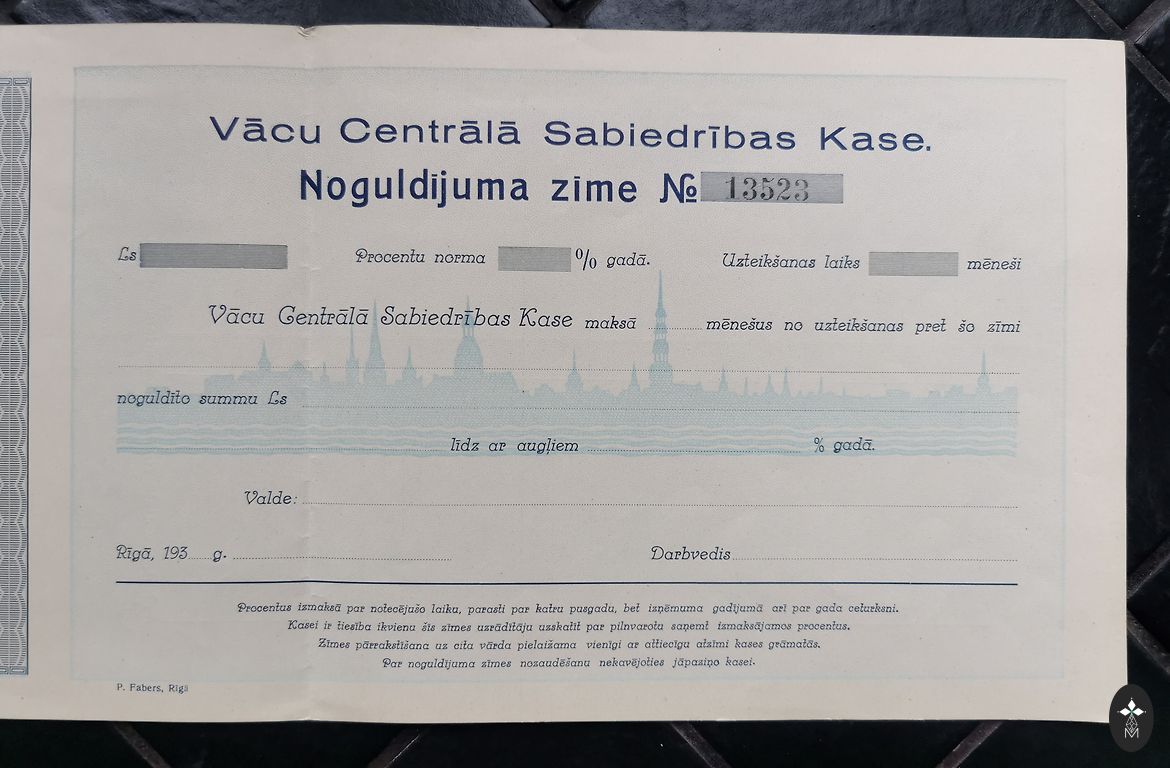 Vācu Centrālā Sabiedrības Kase.
Noguldījuma zīme № 13523
Ls Procentu norma % gadā. Uzteikšanas laiks mēneši
Vācu Centrālā Sabiedrības Kase maksā mēnešus no uzteikšanas pret šo zīmi
noguldīto summu Ls
līdz ar augļiem % gadā.
Valde:
Rīgā, 193 g. Darbvedis
Procentus izmaksā par notecējušo laiku, parasti par katru pusgadu, bet izņēmuma gadījumā arī par gada ceturksni.
Kasei ir tiesība ikvienu šīs zīmes uzrādītāju uzskatīt par pilnvarotu saņemt izmaksājamos procentus.
Zīmes pārrakstīšana uz cita vārda pielaižama vienīgi ar attiecīgu atzīmi kases grāmatās.
Par noguldījuma zīmes nozaudēšanu nekavējoties jāpaziņo kasei.
P. Fabers, Rīgā
M